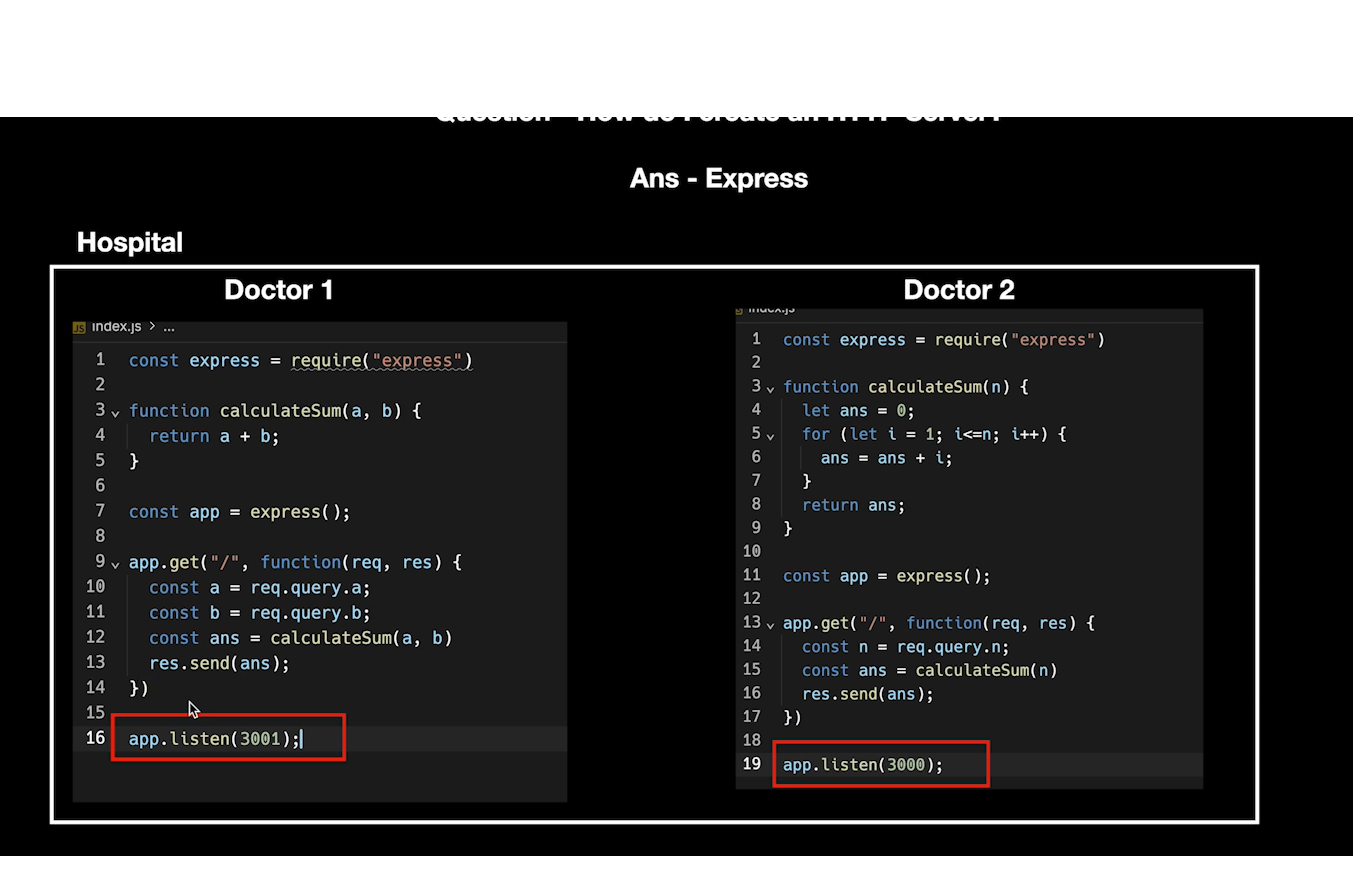 Ans - Express
Hospital
Doctor 1
JS index.js > ...
1 const express = require("express")
2
3 function calculateSum(a, b) {
4 return a + b;
5 }
6
7 const app = express();
8
9 app.get("/", function(req, res) {
10 const a = req.query.a;
11 const b = req.query.b;
12 const ans = calculateSum(a, b)
13 res.send(ans);
14 })
15
16 app.listen(3001);
Doctor 2
index.js
1 const express = require("express")
2
3 function calculateSum(n) {
4 let ans = 0;
5 for (let i = 1; i<=n; i++) {
6 ans = ans + i;
7 }
8 return ans;
9 }
10
11 const app = express();
12
13 app.get("/", function(req, res) {
14 const n = req.query.n;
15 const ans = calculateSum(n)
16 res.send(ans);
17 })
18
19 app.listen(3000);